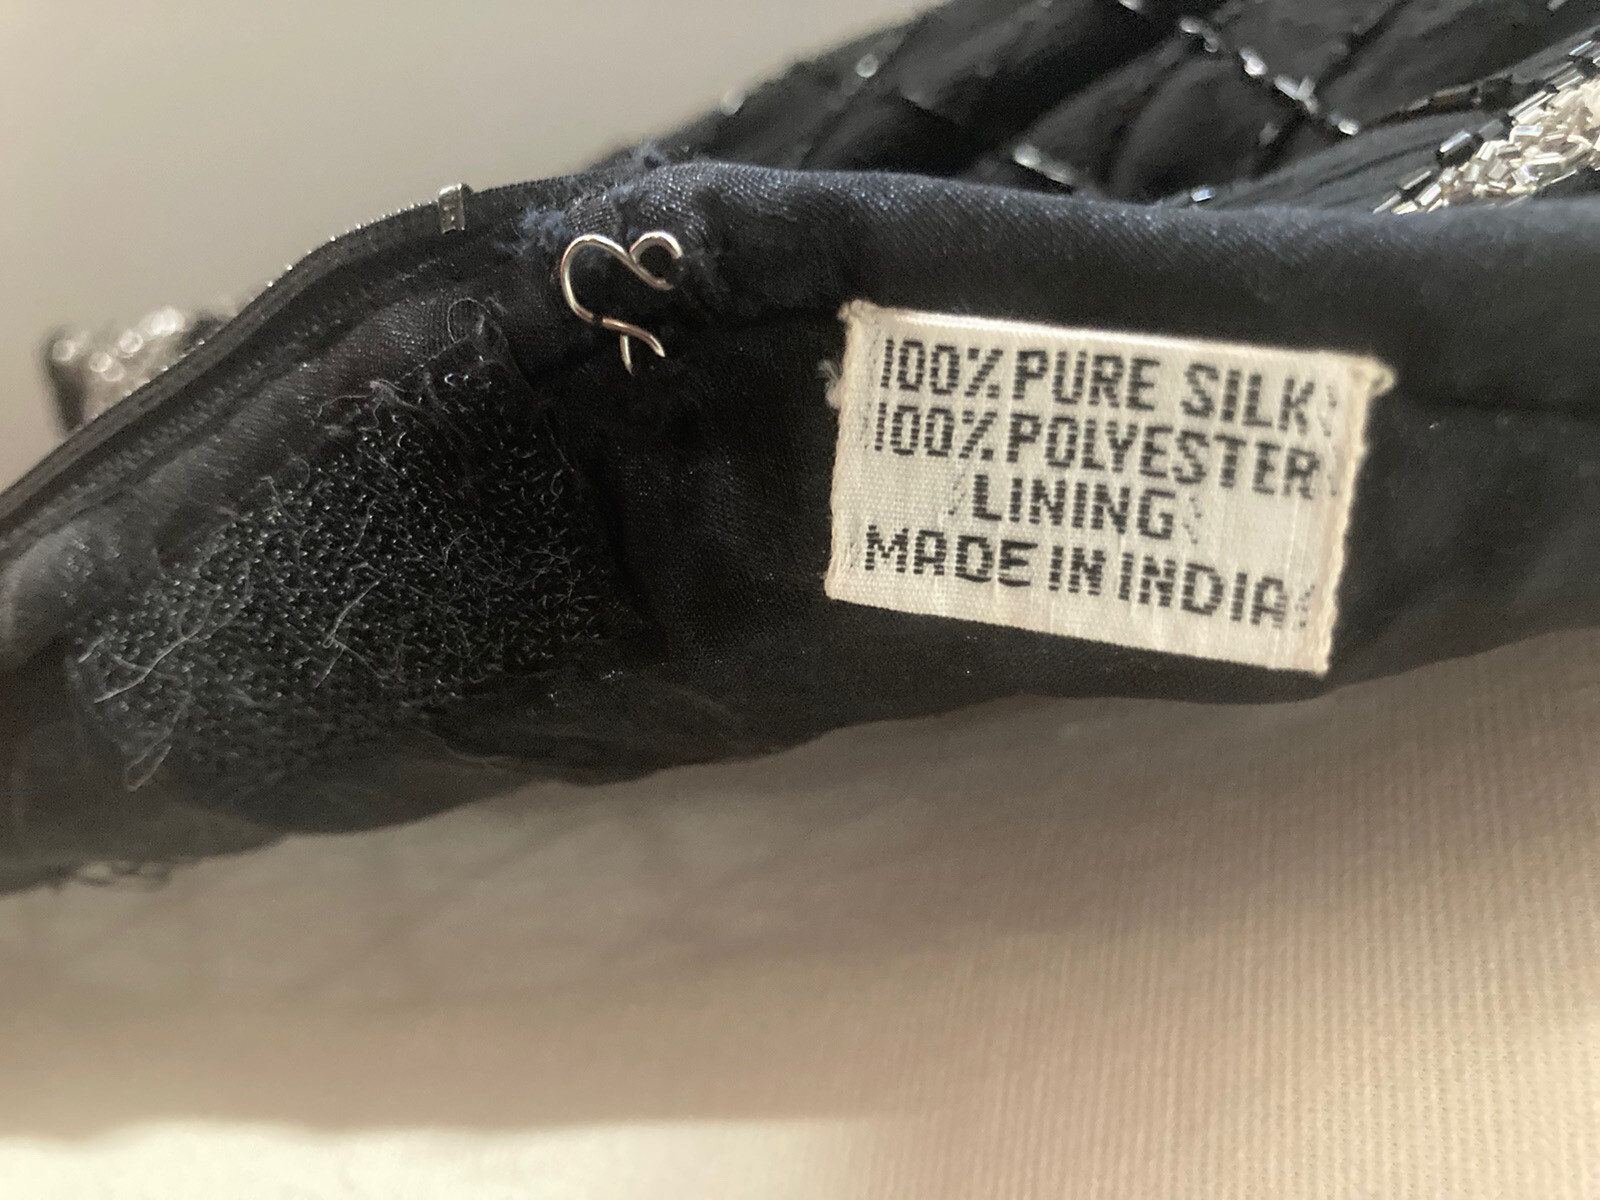 100% PURE SILK
100% POLYESTER
LINING
MADE IN INDIA